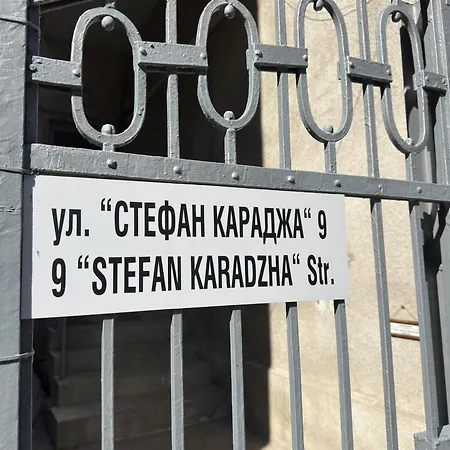 ул. “СТЕФАН КАРАДЖА“ 9
9 “STEFAN KARADZHA“ Str.